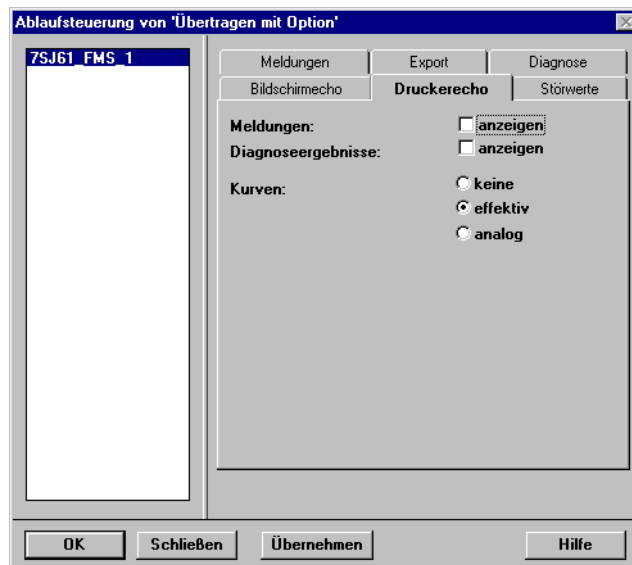 Ablaufsteuerung von 'Übertragen mit Option'
7SJ61_FMS_1
Meldungen Export Diagnose
Bildschirmecho Druckerecho Störwerte
Meldungen: anzeigen
Diagnoseergebnisse: anzeigen
Kurven: keine
effektiv
analog
OK Schließen Übernehmen Hilfe